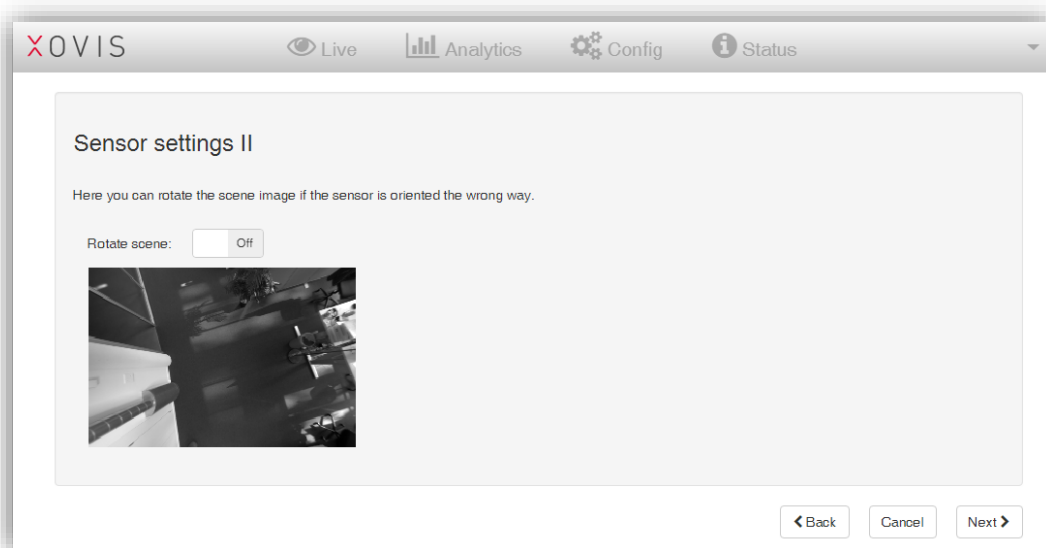 XOVIS Live Analytics Config Status
Sensor settings II
Here you can rotate the scene image if the sensor is oriented the wrong way.
Rotate scene: Off
Back Cancel Next